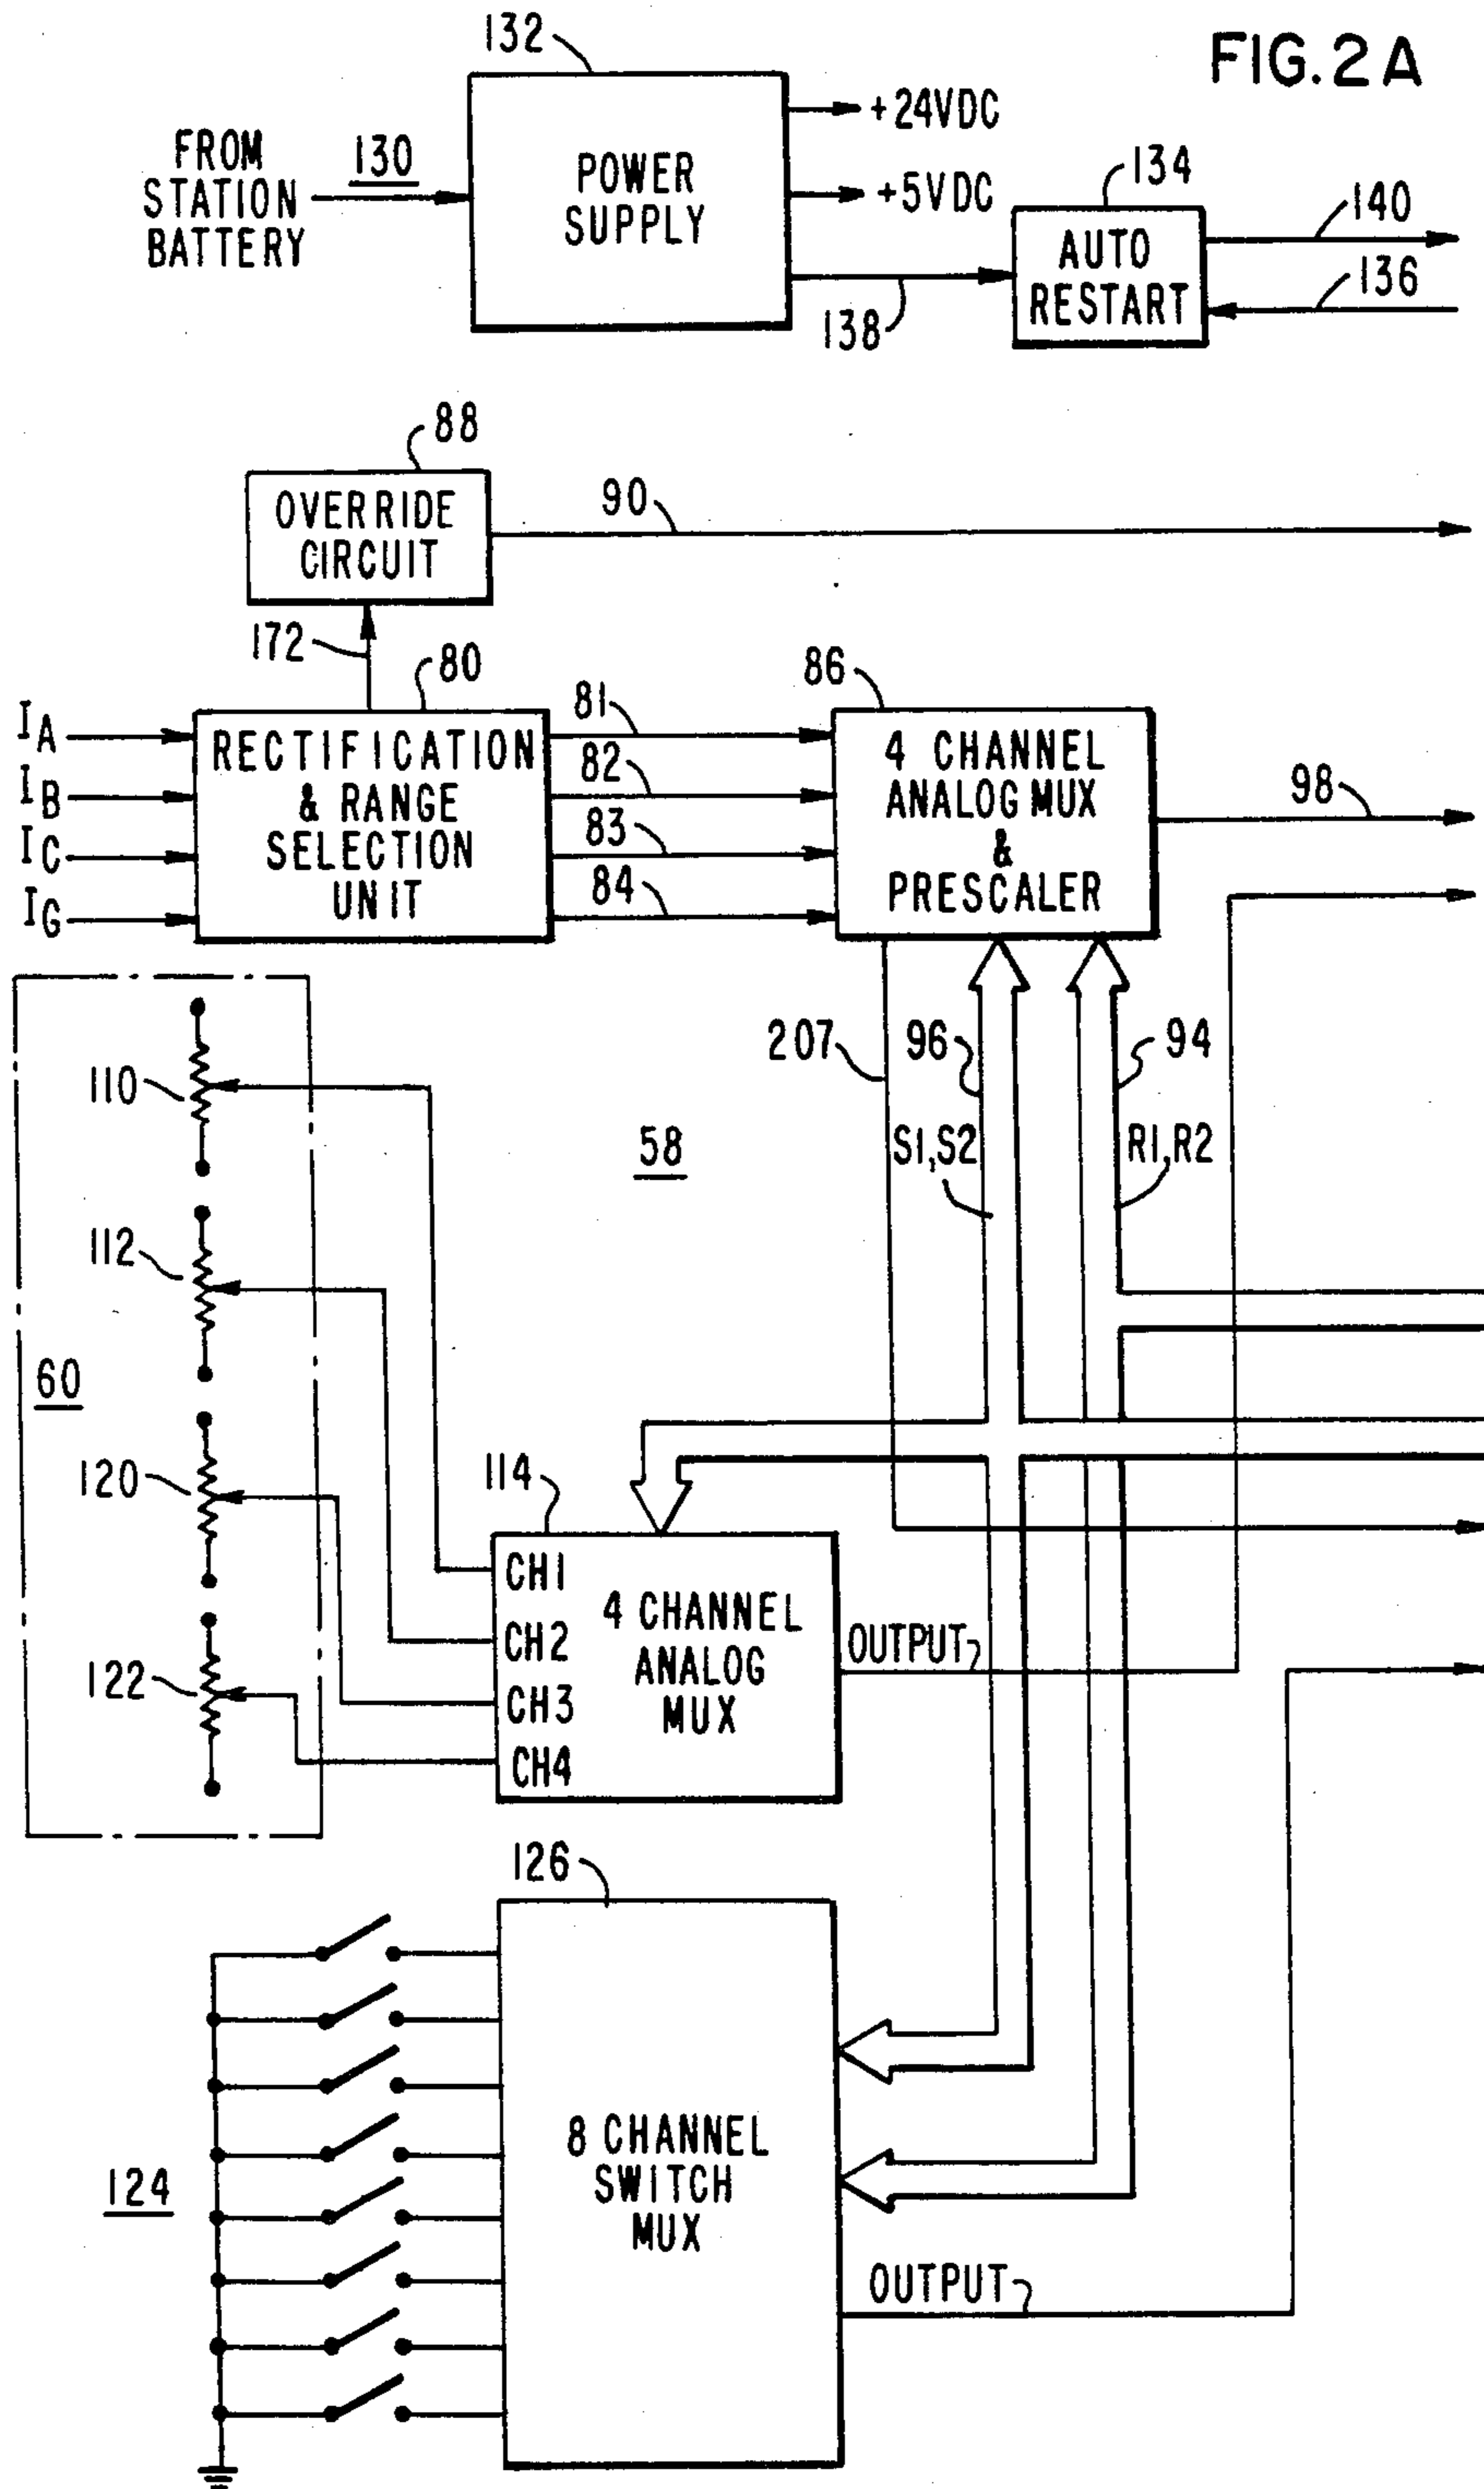 FIG. 2A
132
+24VDC
FROM
STATION
BATTERY
130
POWER
SUPPLY
+5VDC
134
AUTO
RESTART
140
136
138
88
OVERRIDE
CIRCUIT
90
172
80
86
IA
IB
IC
IG
RECTIFICATION
& RANGE
SELECTION
UNIT
81
82
83
84
4 CHANNEL
ANALOG MUX
&
PRESCALER
98
207
96
94
S1,S2
R1,R2
58
110
112
60
120
122
114
CH1
CH2
CH3
CH4
4 CHANNEL
ANALOG
MUX
OUTPUT
126
124
8 CHANNEL
SWITCH
MUX
OUTPUT